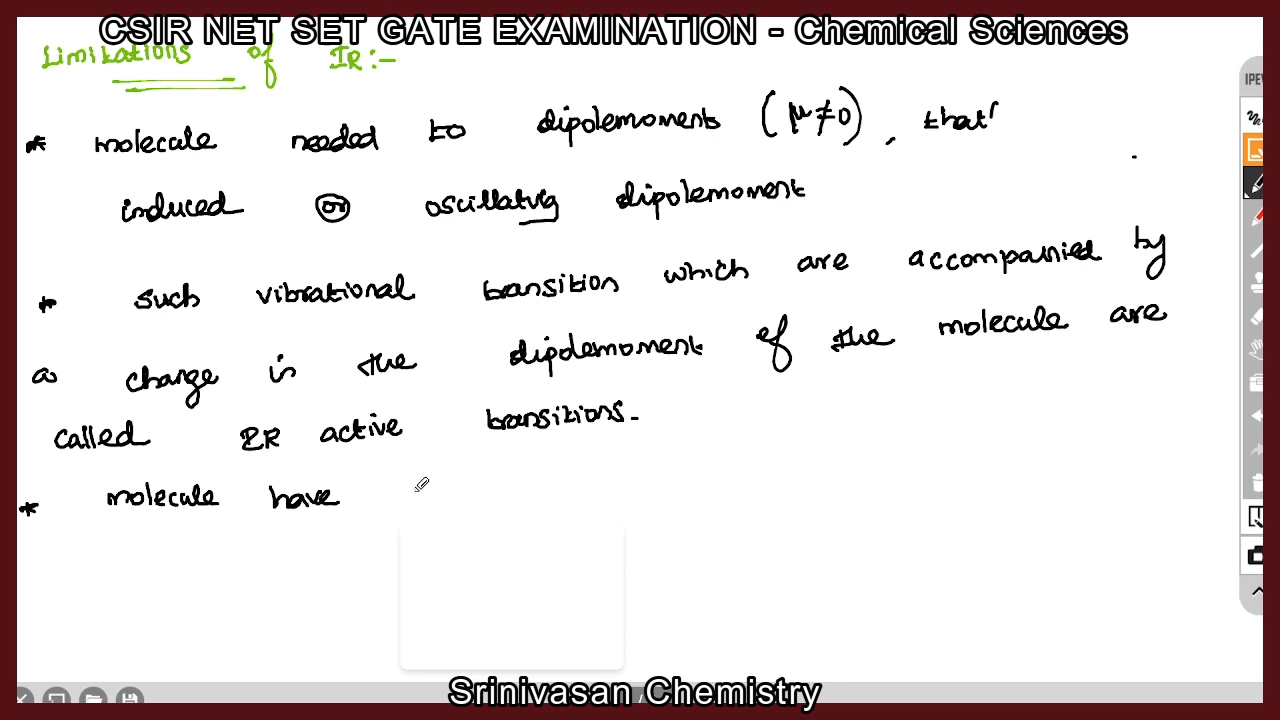 CSIR NET SET GATE EXAMINATION - Chemical Sciences
Limitations of IR:-
* molecule needed to dipolemoment (μ≠0), that'
induced or oscillating dipolemoment
* such vibrational transition which are accompanied by
a change in the dipolemoment of the molecule are
called IR active transitions.
* molecule have
Srinivasan Chemistry